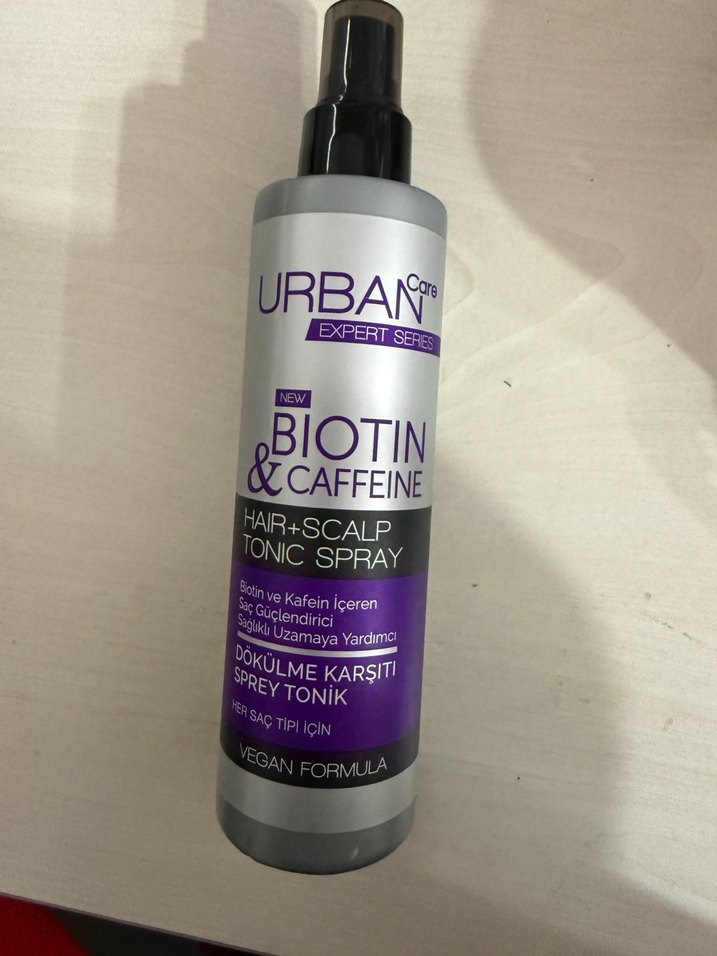 URBAN Care
EXPERT SERIES
NEW
BIOTIN
& CAFFEINE
HAIR+SCALP
TONIC SPRAY
Biotin ve Kafein İçeren
Saç Güçlendirici
Sağlıklı Uzamaya Yardımcı
DÖKÜLME KARŞITI
SPREY TONİK
HER SAÇ TİPİ İÇİN
VEGAN FORMULA